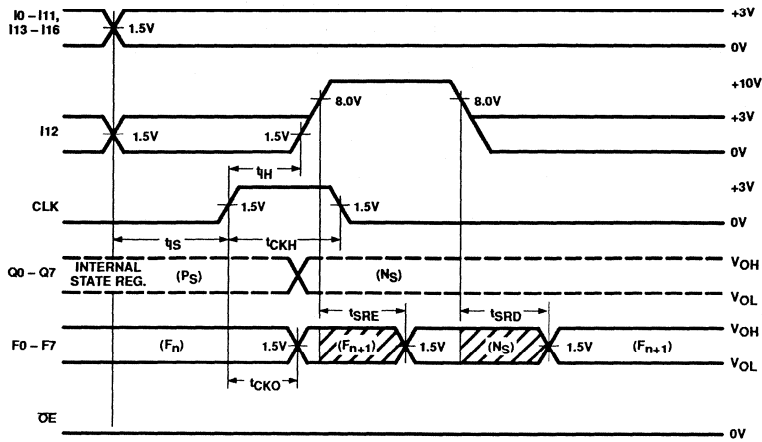 I0 – I11,
I13 – I16
1.5V
+3V
0V
+10V
8.0V
8.0V
I12
1.5V
1.5V
+3V
0V
tIH
CLK
1.5V
1.5V
+3V
0V
tIS
tCKH
Q0 – Q7
INTERNAL
STATE REG.
(PS)
(NS)
VOH
VOL
tSRE
tSRD
F0 – F7
(Fn)
1.5V
(Fn+1)
1.5V
(NS)
1.5V
(Fn+1)
VOH
VOL
tCKO
OE
0V